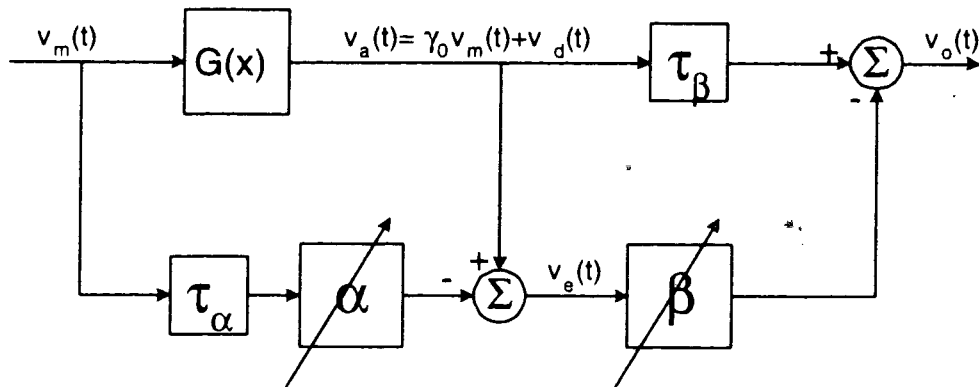 v_m(t)
G(x)
v_a(t)= γ_0 v_m(t)+v_d(t)
τ_β
+
Σ
v_o(t)
-
τ_α
α
-
+
Σ
v_e(t)
β